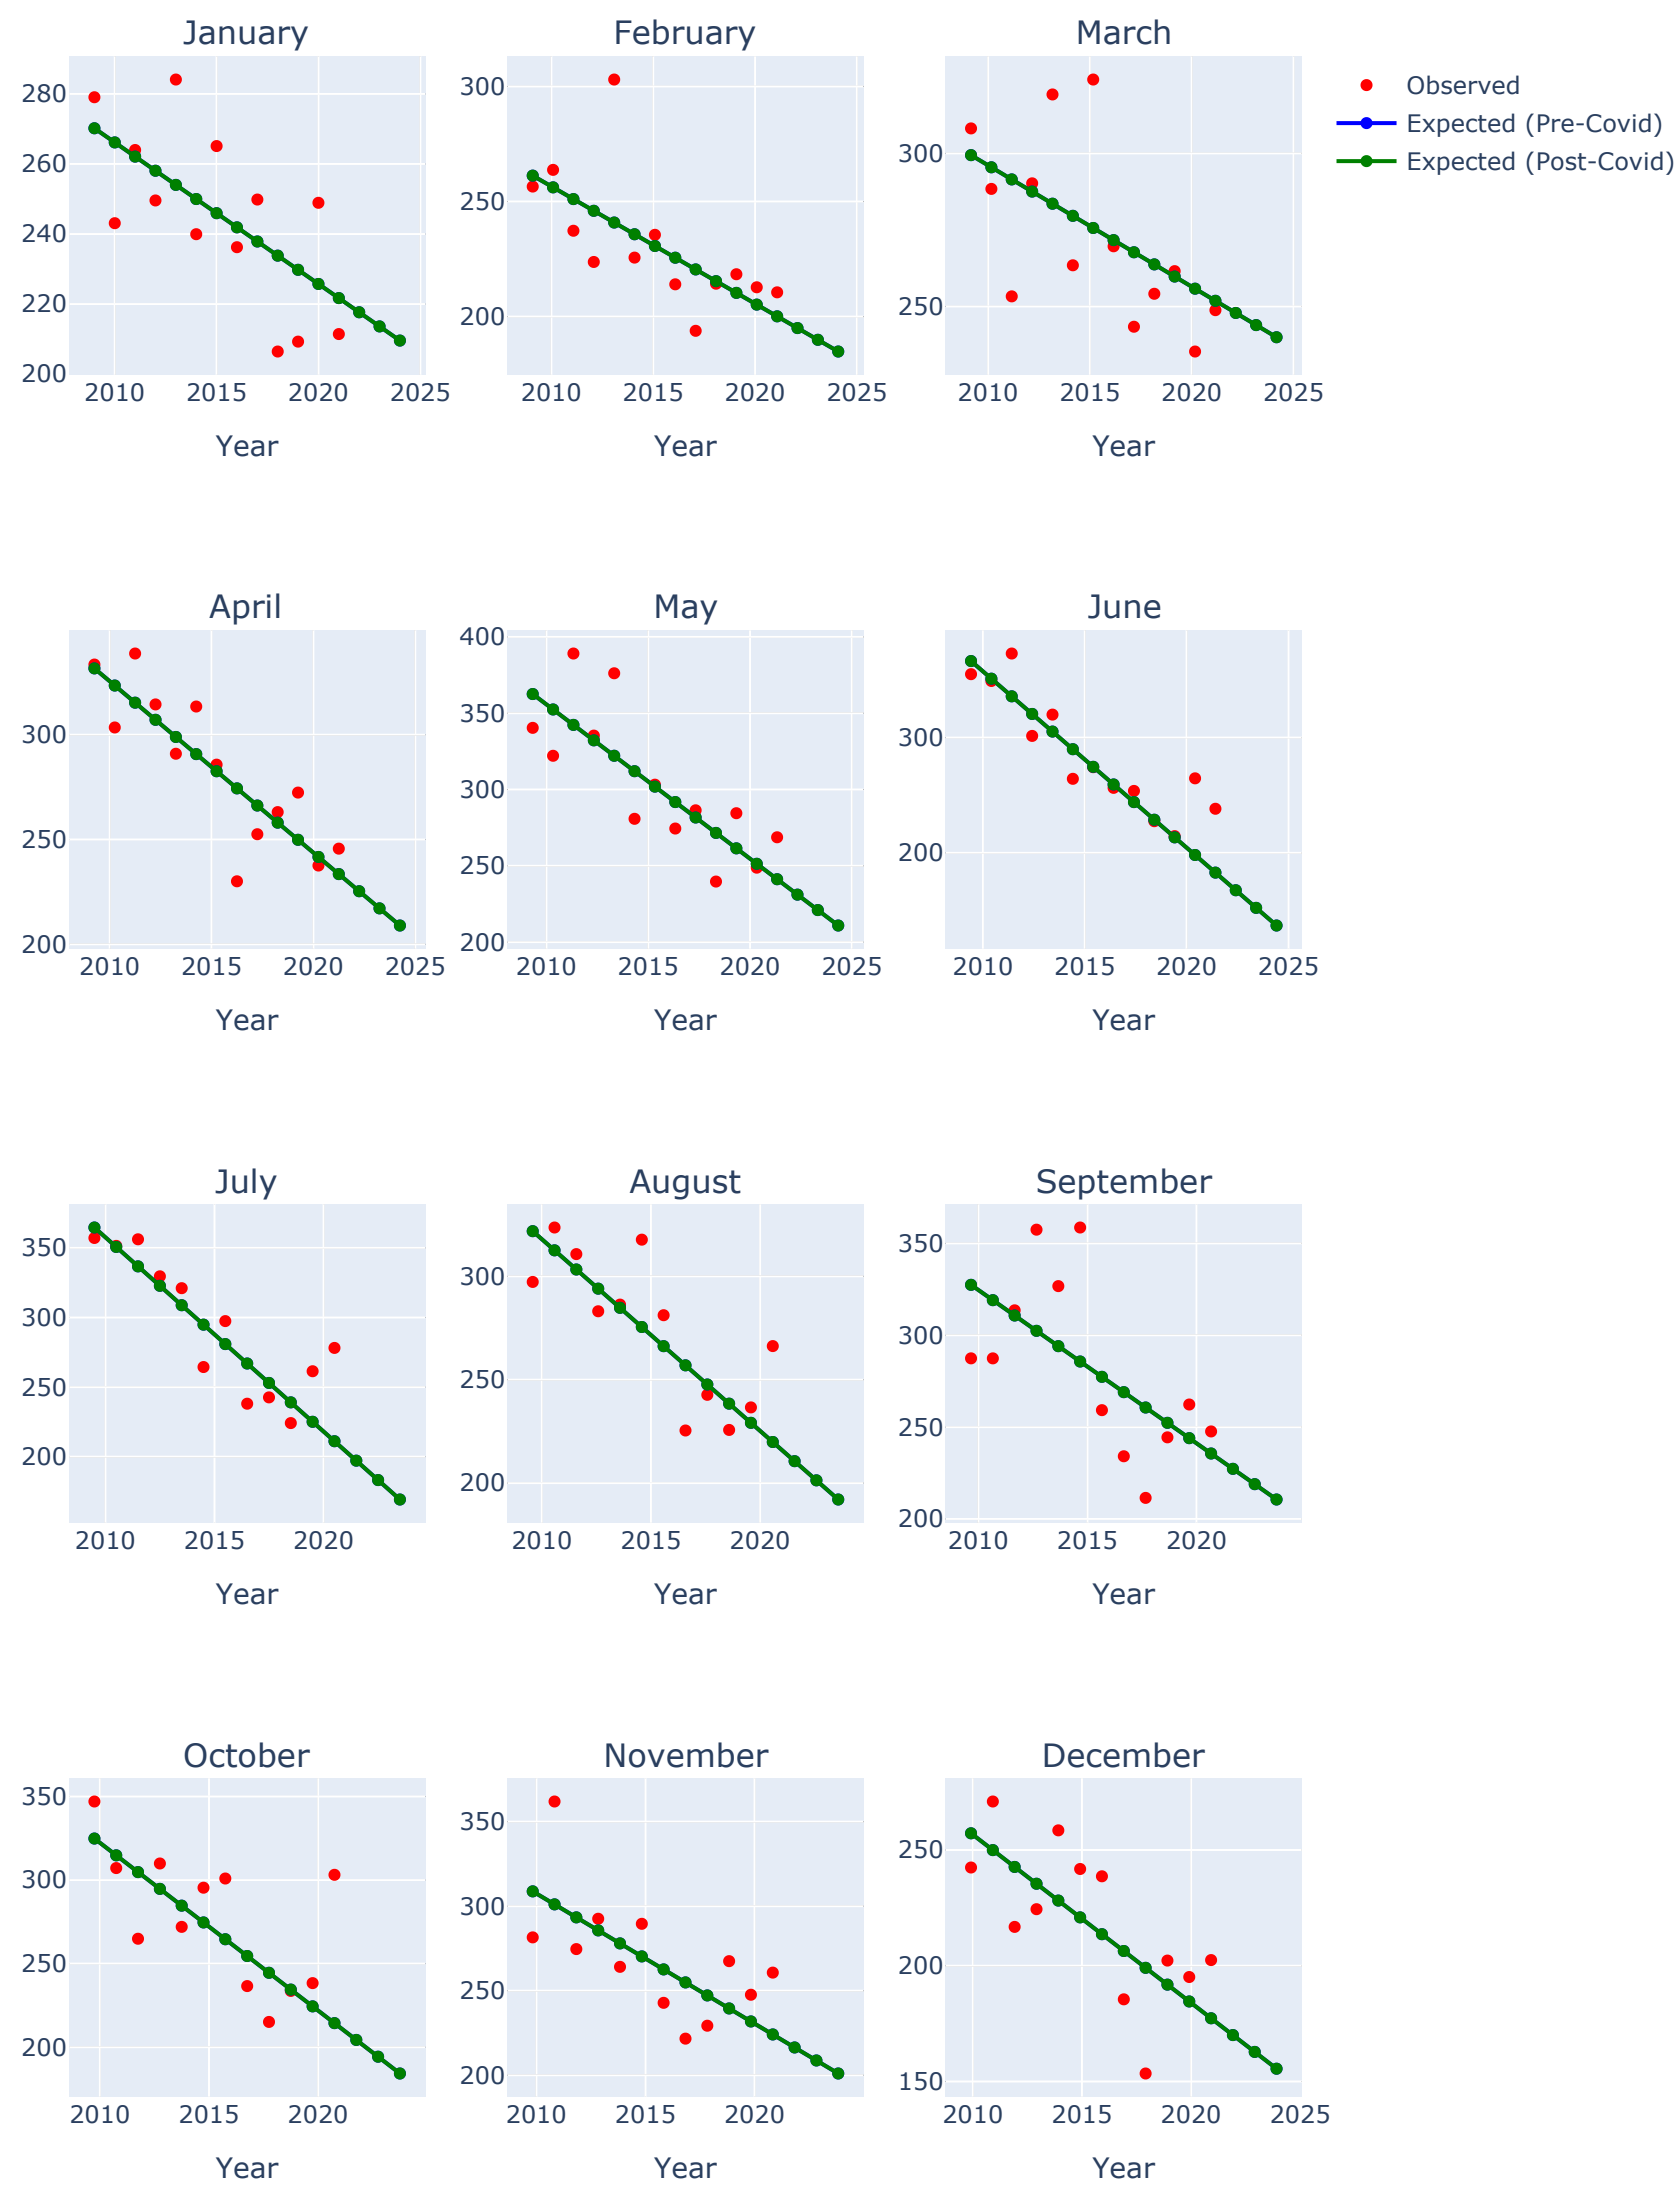 January
February
March
280
260
240
220
200
2010 2015 2020 2025
Year
300
250
200
2010 2015 2020 2025
Year
300
250
2010 2015 2020 2025
Year
Observed
Expected (Pre-Covid)
Expected (Post-Covid)
April
May
June
300
250
200
2010 2015 2020 2025
Year
400
350
300
250
200
2010 2015 2020 2025
Year
300
200
2010 2015 2020 2025
Year
July
August
September
350
300
250
200
2010 2015 2020
Year
300
250
200
2010 2015 2020
Year
350
300
250
200
2010 2015 2020
Year
October
November
December
350
300
250
200
2010 2015 2020
Year
350
300
250
200
2010 2015 2020
Year
250
200
150
2010 2015 2020 2025
Year